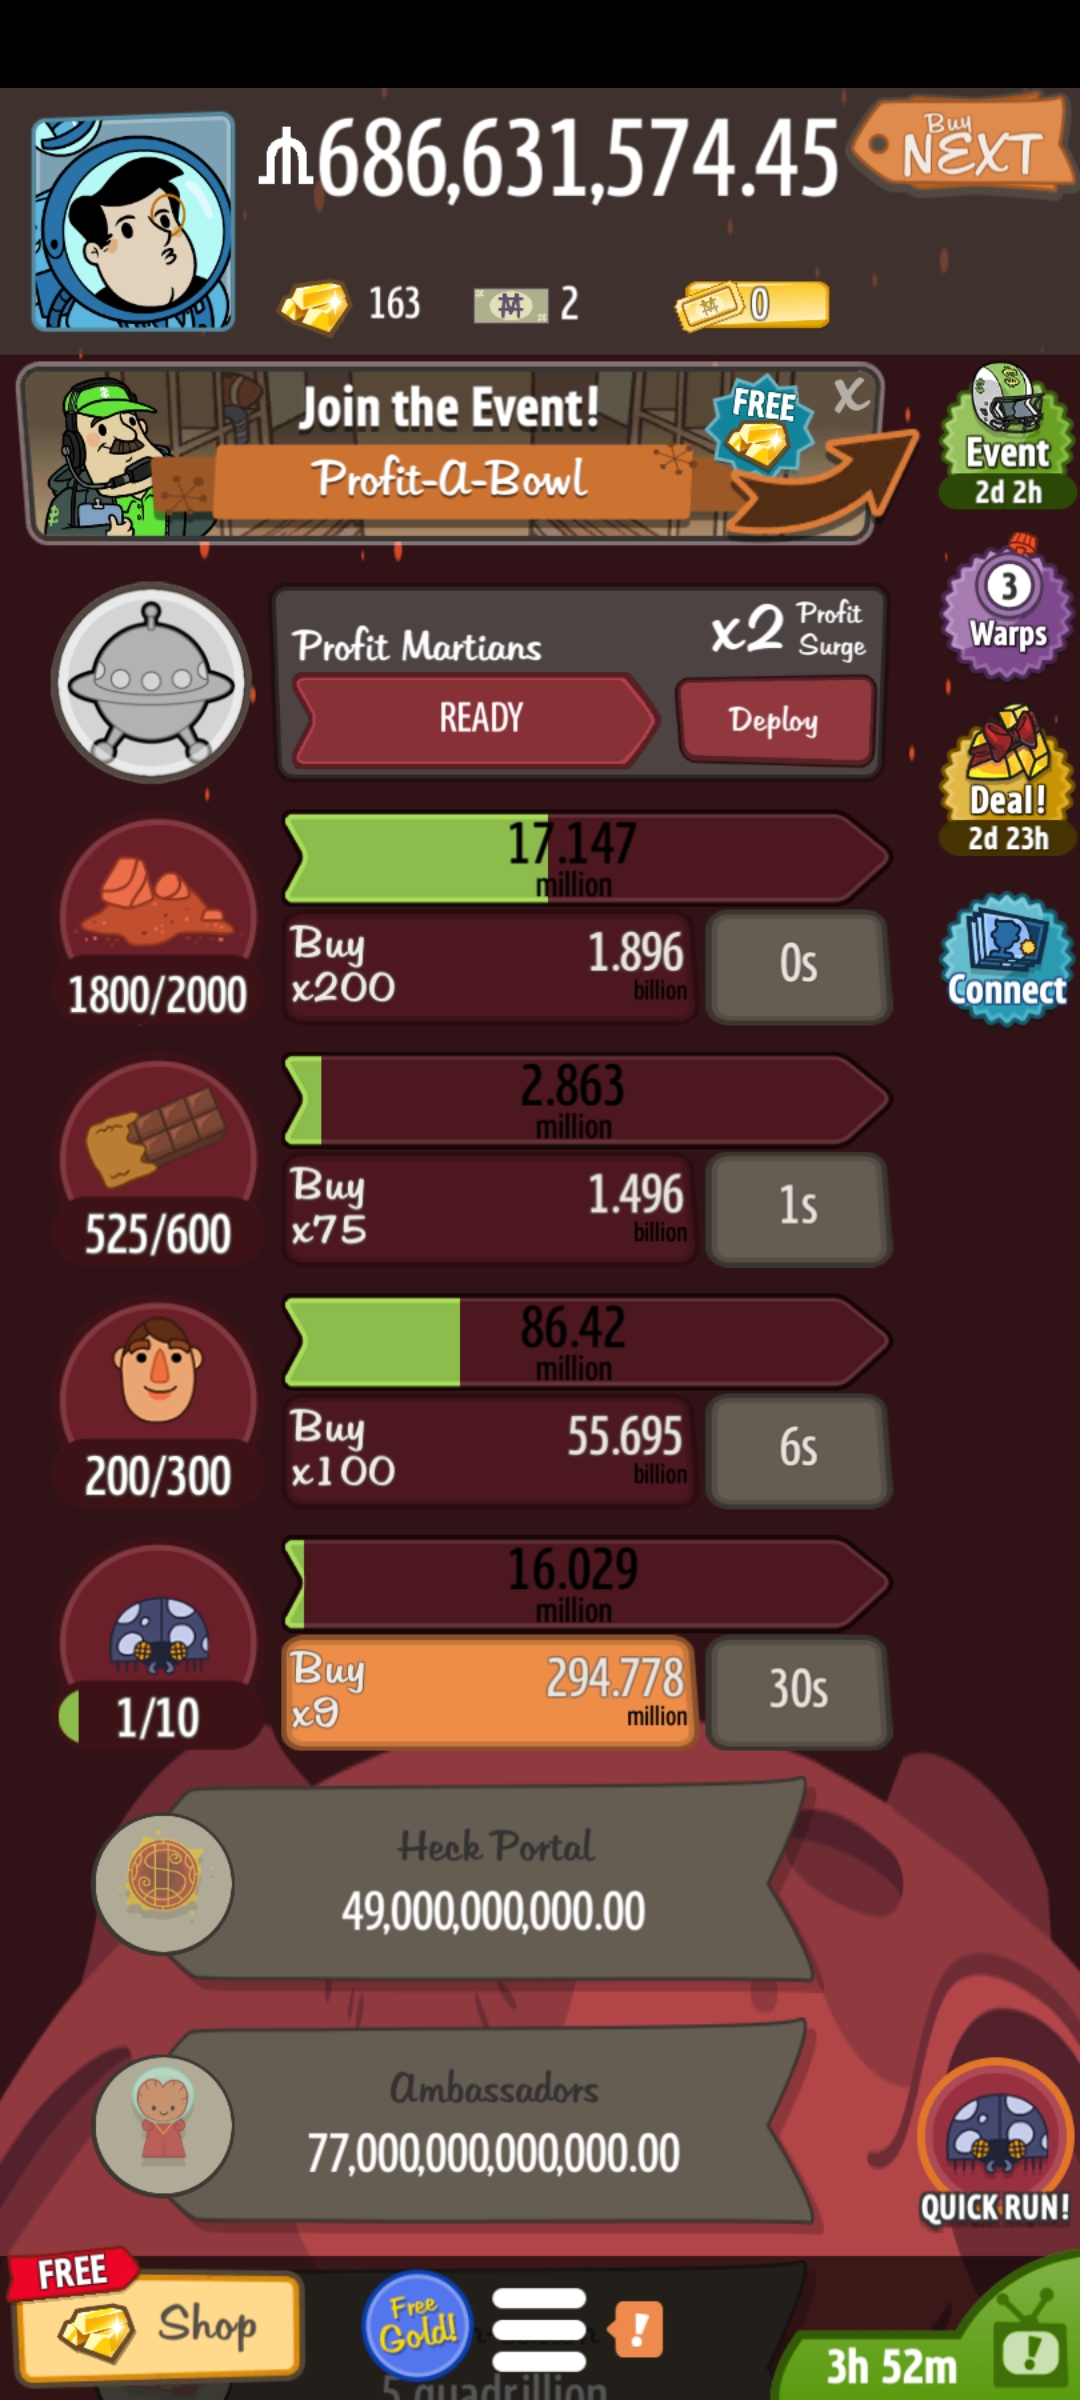 686,631,574.45
Buy
NEXT
163
2
0
Join the Event!
FREE
X
Profit-A-Bowl
Event
2d 2h
3
Warps
Profit Martians
x2 Profit
Surge
READY
Deploy
Deal!
2d 23h
17.147
million
Buy
x200
1.896
billion
0s
1800/2000
Connect
2.863
million
Buy
x75
1.496
billion
1s
525/600
86.42
million
Buy
x100
55.695
billion
6s
200/300
16.029
million
Buy
x9
294.778
million
30s
1/10
Heck Portal
49,000,000,000.00
Ambassadors
77,000,000,000,000.00
QUICK RUN!
FREE
Shop
Free
Gold!
!
5 quadrillion
3h 52m
!